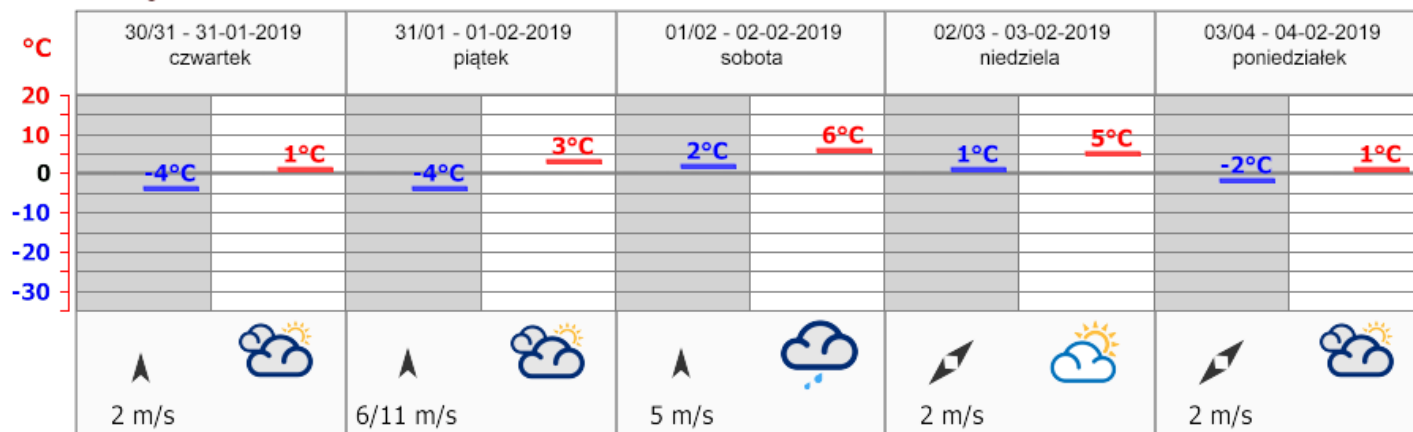 °C
30/31 - 31-01-2019
czwartek
31/01 - 01-02-2019
piątek
01/02 - 02-02-2019
sobota
02/03 - 03-02-2019
niedziela
03/04 - 04-02-2019
poniedziałek
20
10
0
-10
-20
-30
-4°C
1°C
-4°C
3°C
2°C
6°C
1°C
5°C
-2°C
1°C
2 m/s
6/11 m/s
5 m/s
2 m/s
2 m/s